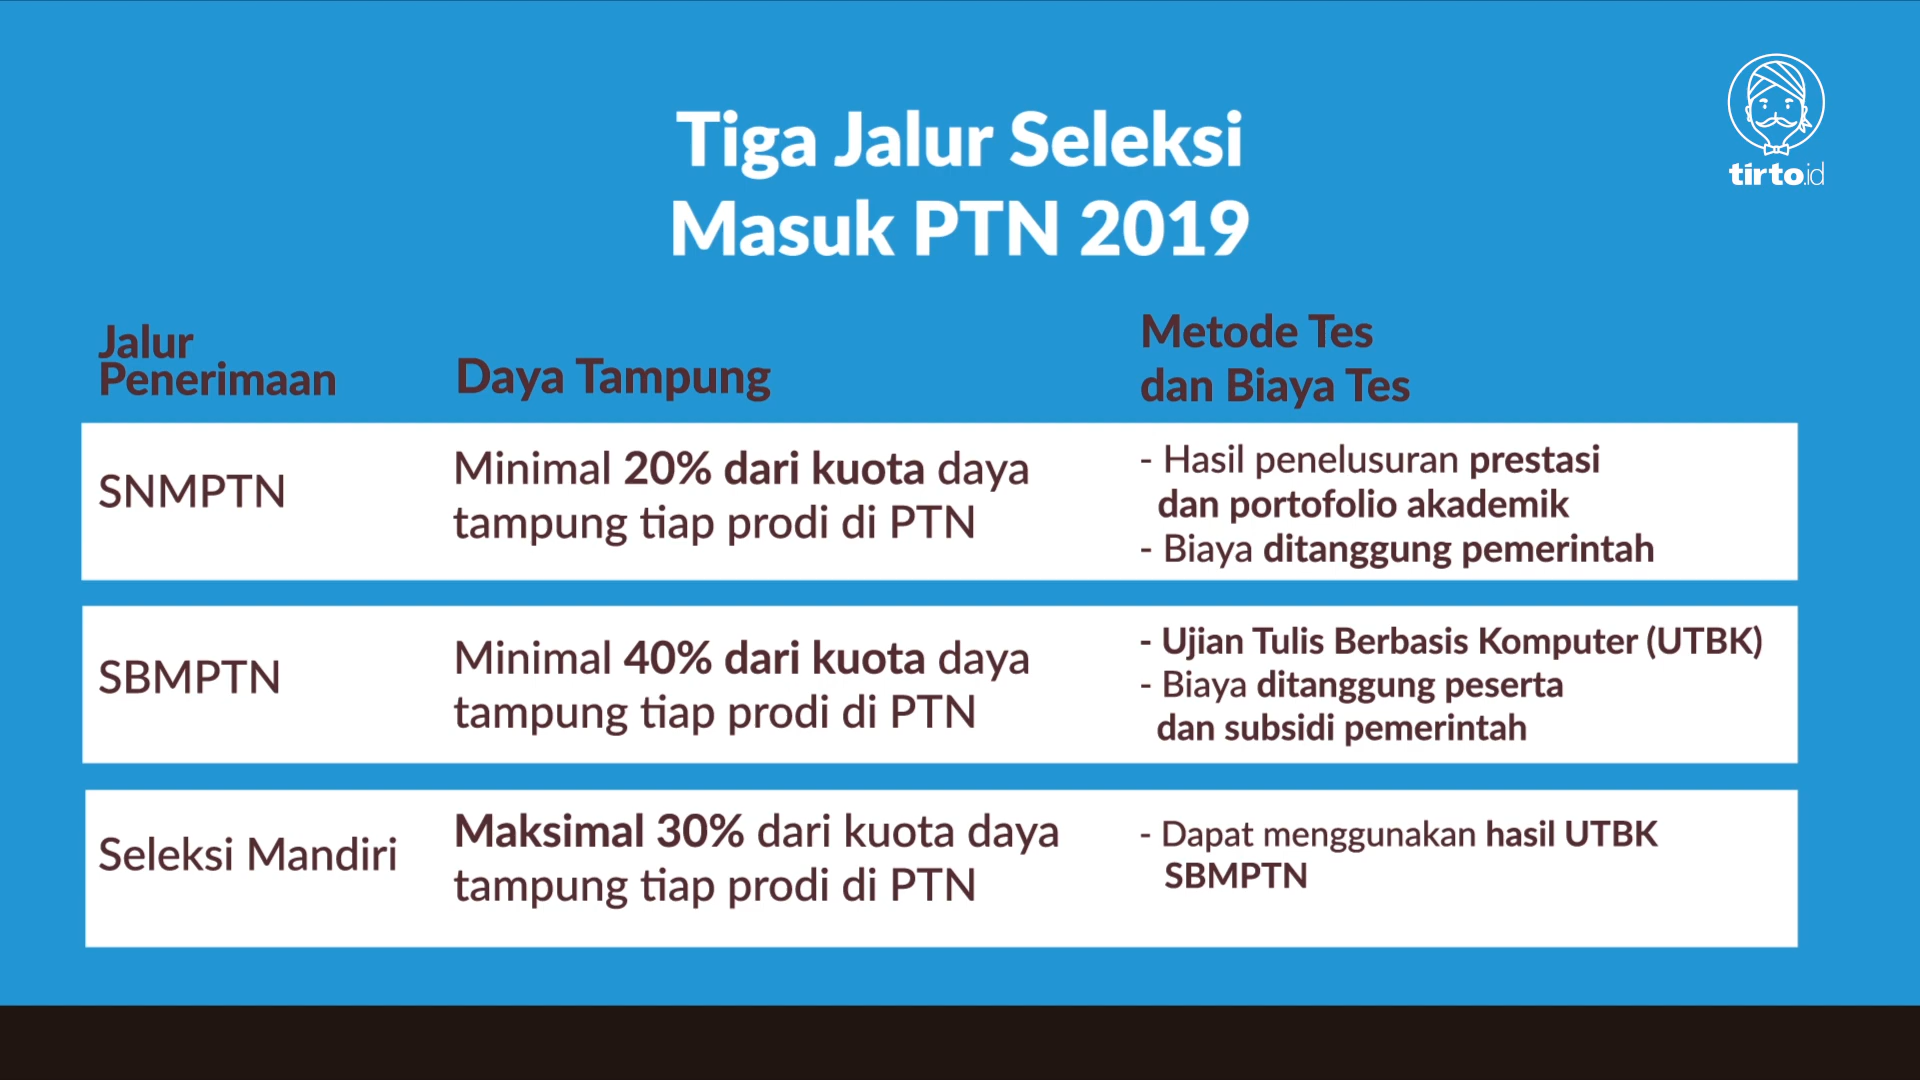 Tiga Jalur Seleksi
Masuk PTN 2019
tirto.id
Jalur
Penerimaan
Daya Tampung
Metode Tes
dan Biaya Tes
SNMPTN
Minimal 20% dari kuota daya
tampung tiap prodi di PTN
- Hasil penelusuran prestasi
dan portofolio akademik
- Biaya ditanggung pemerintah
SBMPTN
Minimal 40% dari kuota daya
tampung tiap prodi di PTN
- Ujian Tulis Berbasis Komputer (UTBK)
- Biaya ditanggung peserta
dan subsidi pemerintah
Seleksi Mandiri
Maksimal 30% dari kuota daya
tampung tiap prodi di PTN
- Dapat menggunakan hasil UTBK
SBMPTN